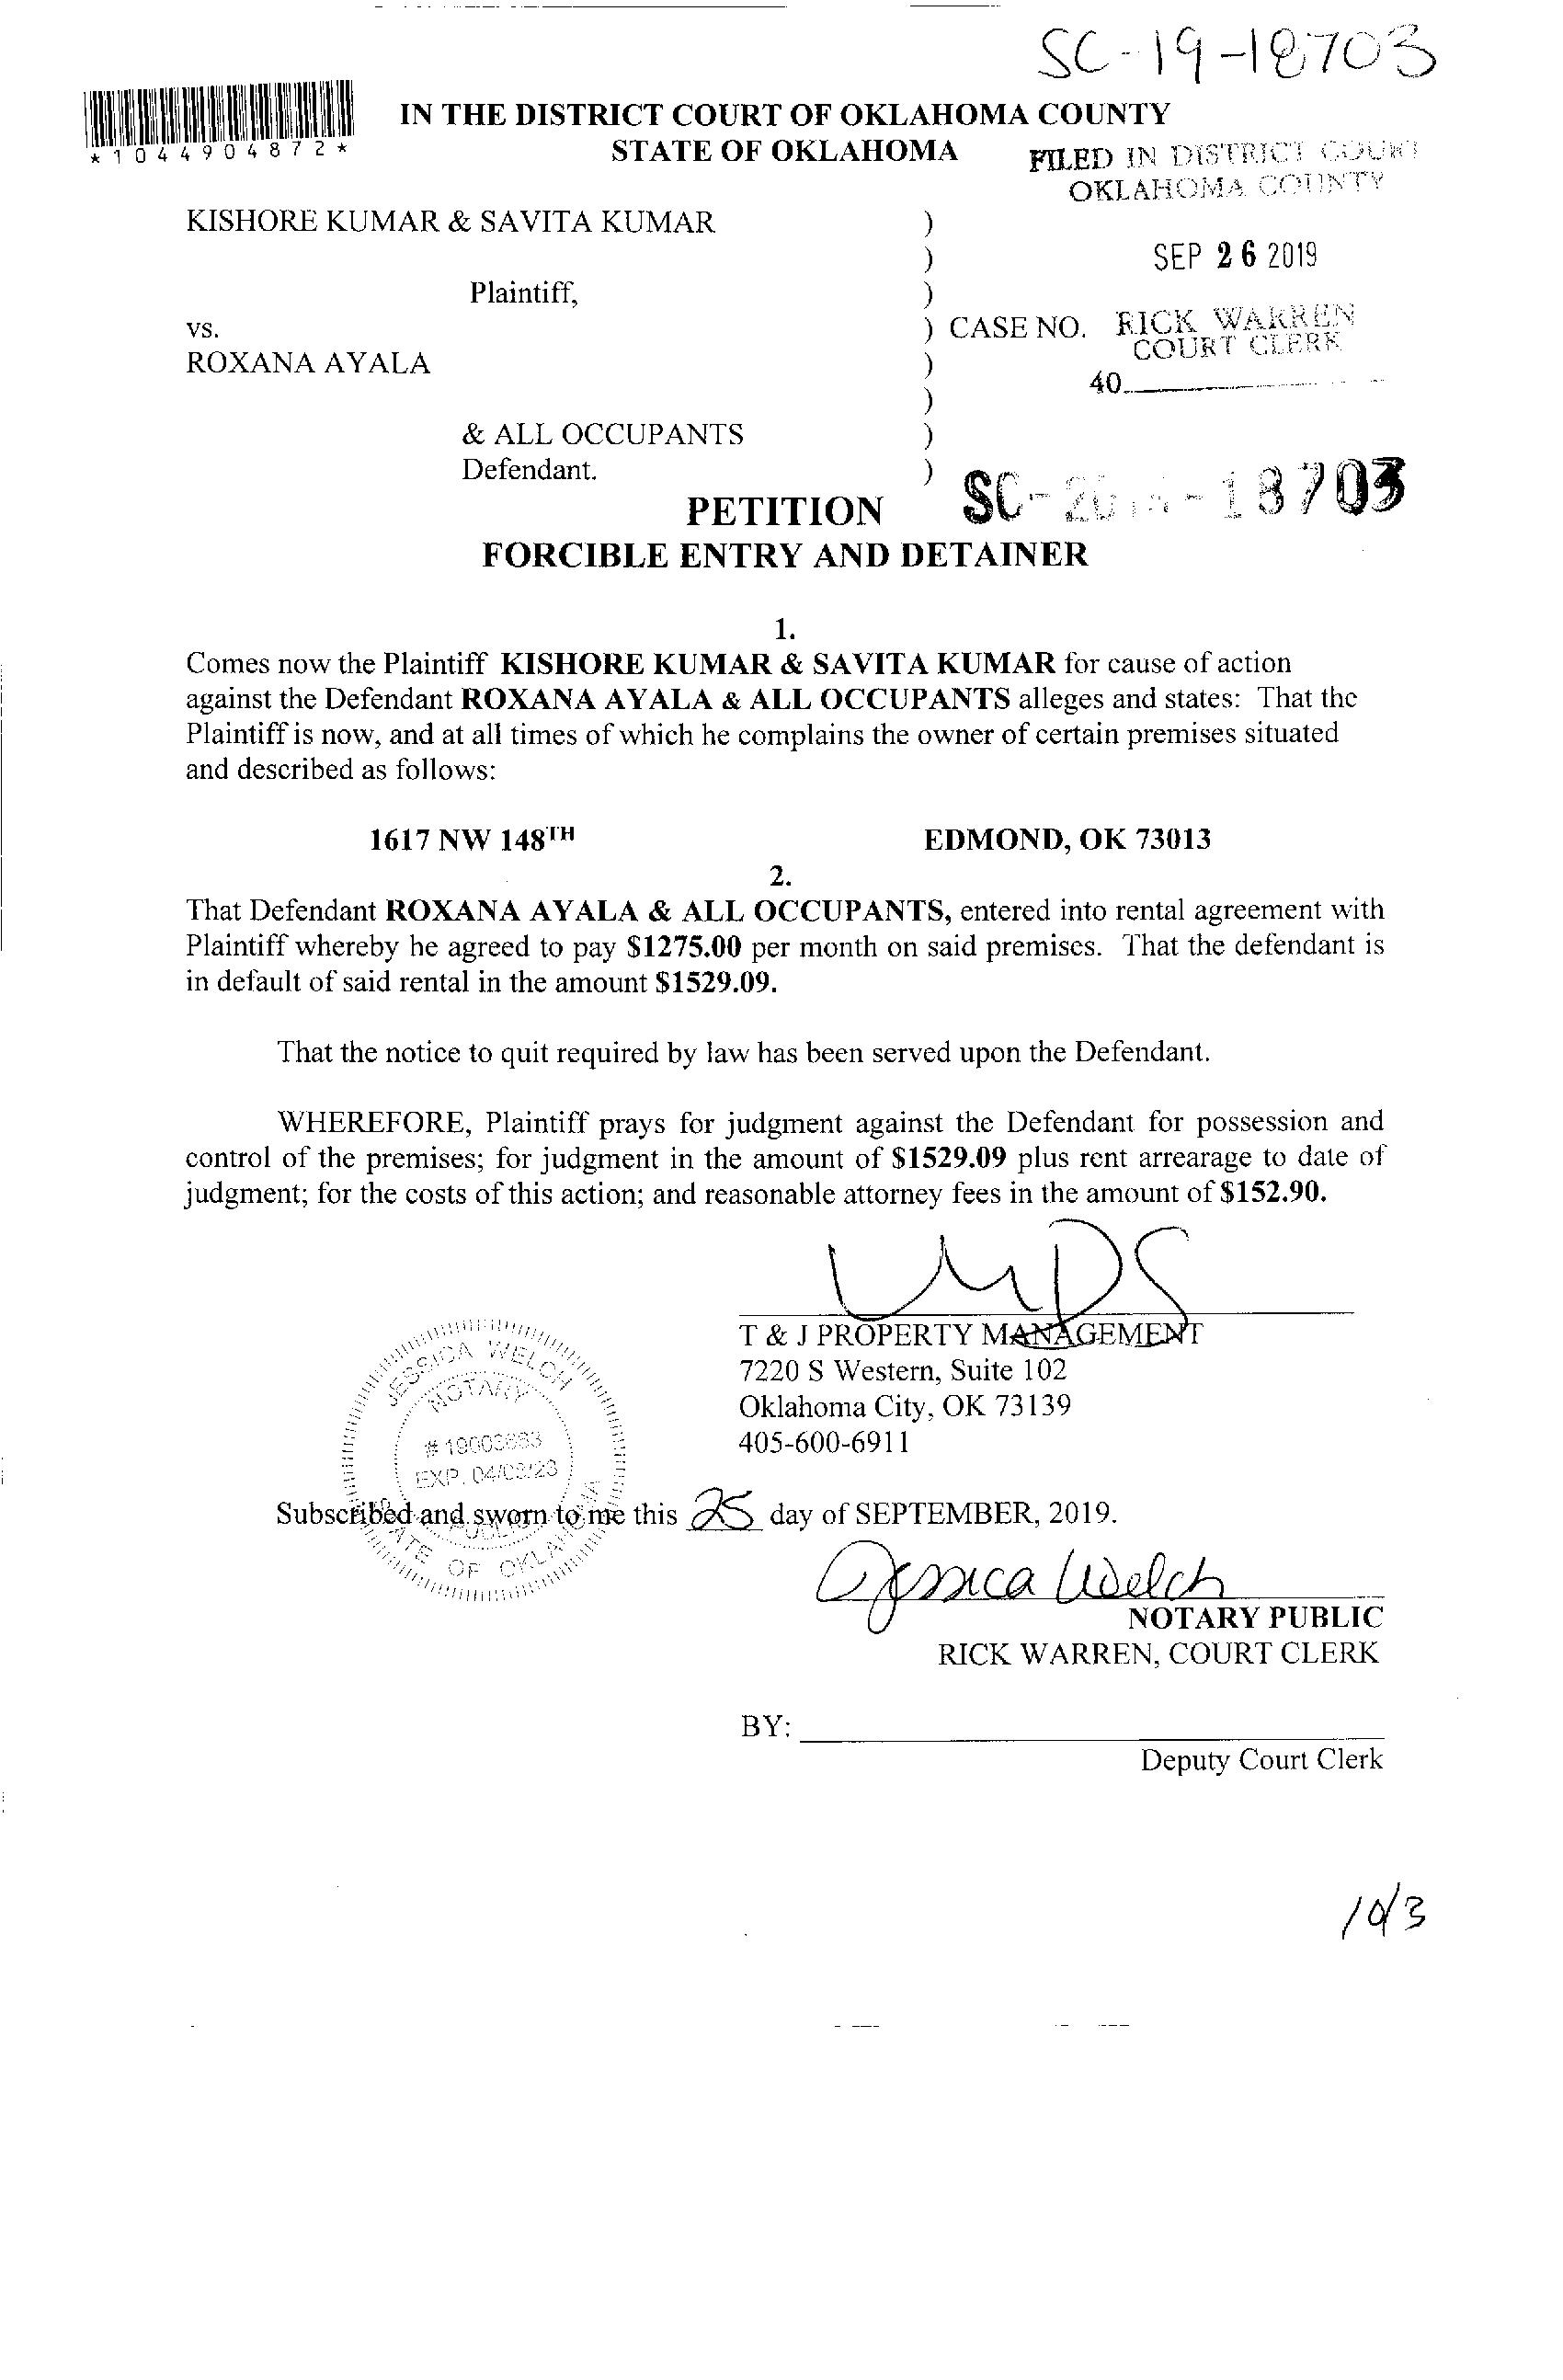 SC-19-18703
*1044904872*
IN THE DISTRICT COURT OF OKLAHOMA COUNTY
STATE OF OKLAHOMA
FILED IN DISTRICT COURT
OKLAHOMA COUNTY
KISHORE KUMAR & SAVITA KUMAR )
)
SEP 26 2019
Plaintiff, )
vs. ) CASE NO. RICK WARREN
COURT CLERK
ROXANA AYALA )
) 40
& ALL OCCUPANTS )
Defendant. )
SC- - 18703
PETITION
FORCIBLE ENTRY AND DETAINER
1.
Comes now the Plaintiff KISHORE KUMAR & SAVITA KUMAR for cause of action
against the Defendant ROXANA AYALA & ALL OCCUPANTS alleges and states: That the
Plaintiff is now, and at all times of which he complains the owner of certain premises situated
and described as follows:
1617 NW 148TH EDMOND, OK 73013
2.
That Defendant ROXANA AYALA & ALL OCCUPANTS, entered into rental agreement with
Plaintiff whereby he agreed to pay $1275.00 per month on said premises. That the defendant is
in default of said rental in the amount $1529.09.
That the notice to quit required by law has been served upon the Defendant.
WHEREFORE, Plaintiff prays for judgment against the Defendant for possession and
control of the premises; for judgment in the amount of $1529.09 plus rent arrearage to date of
judgment; for the costs of this action; and reasonable attorney fees in the amount of $152.90.
T & J PROPERTY MANAGEMENT
7220 S Western, Suite 102
Oklahoma City, OK 73139
405-600-6911
JESSICA WELCH
NOTARY
PUBLIC
STATE OF OKLAHOMA
Subscribed and sworn to me this 25 day of SEPTEMBER, 2019.
Jessica Welch
NOTARY PUBLIC
RICK WARREN, COURT CLERK
BY:
Deputy Court Clerk
10/3